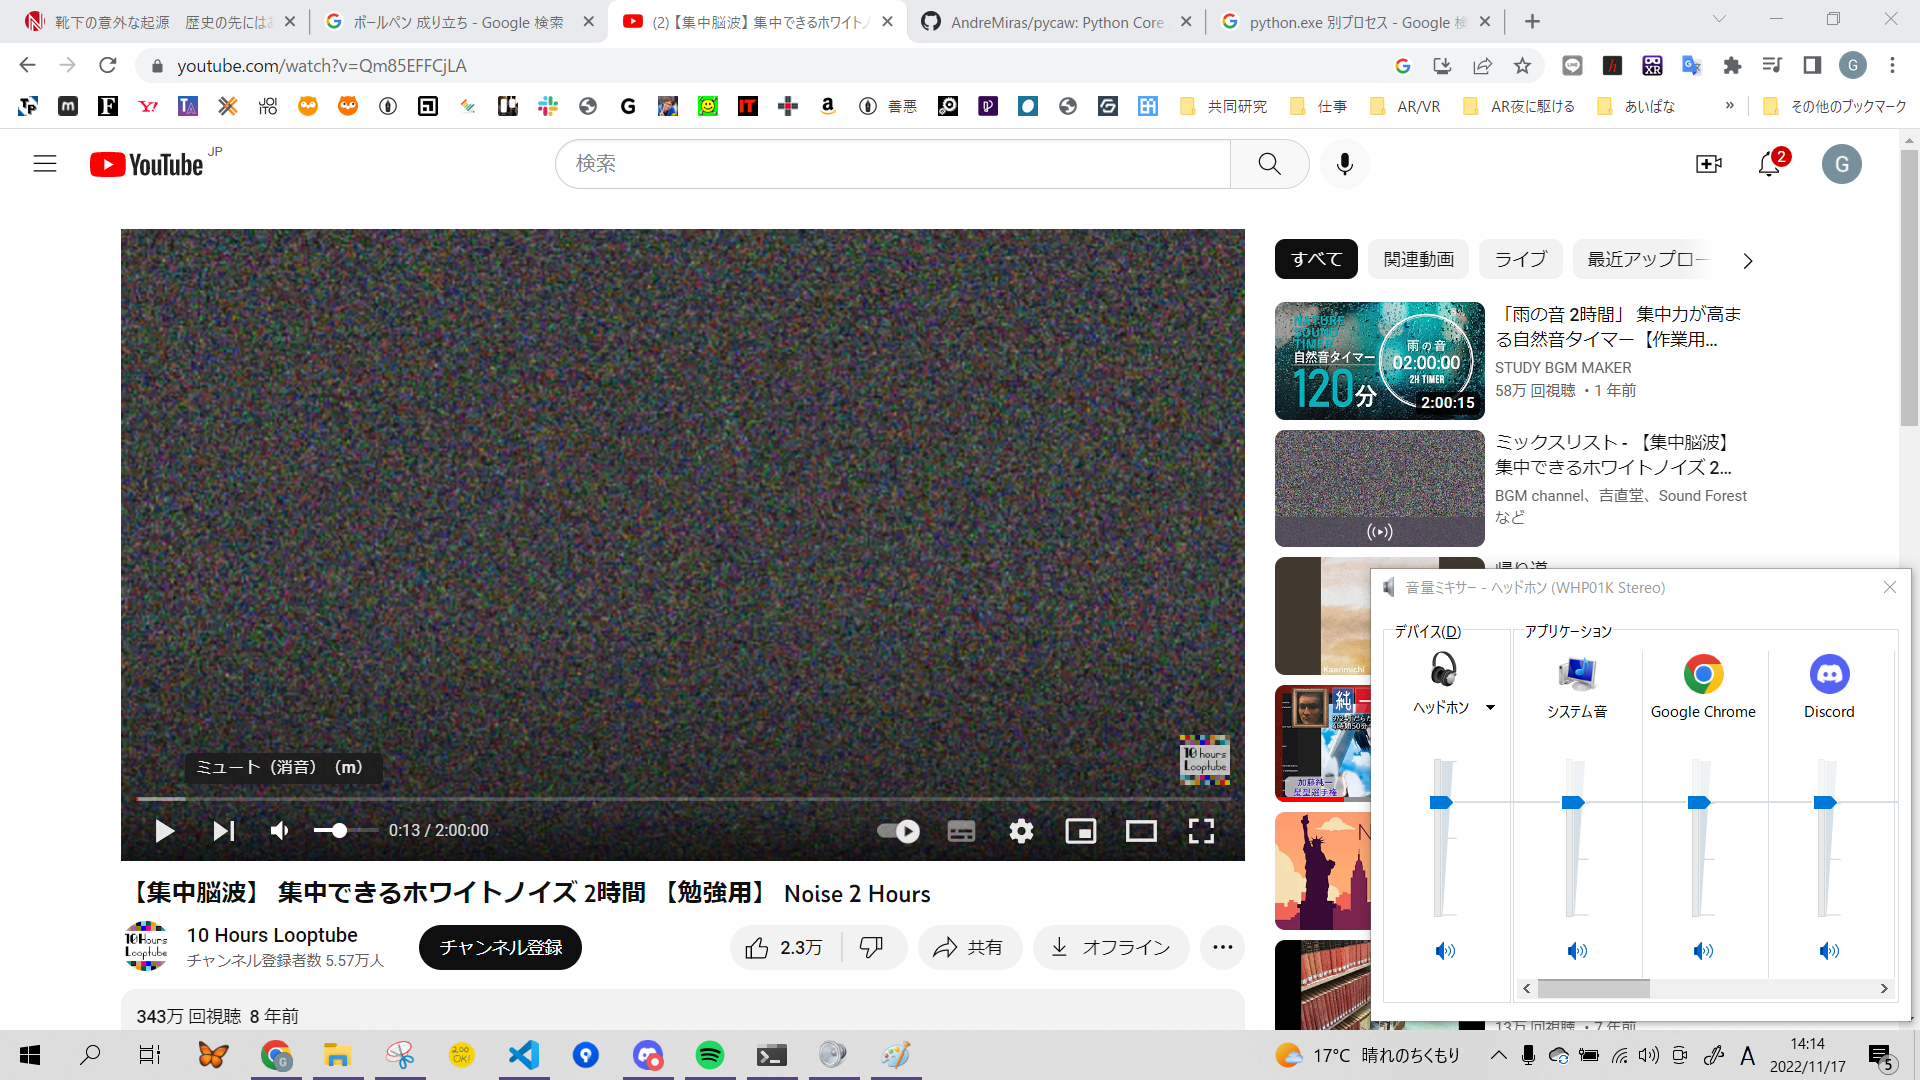 靴下の意外な起源　歴史の先には
ボールペン 成り立ち - Google 検索
(2) 【集中脳波】 集中できるホワイトノ
AndreMiras/pycaw: Python Core
python.exe 別プロセス - Google 検
youtube.com/watch?v=Qm85EFFCjLA
善悪
共同研究
仕事
AR/VR
AR夜に駆ける
あいぱな
»
その他のブックマーク
YouTube JP
検索
2
G
すべて
関連動画
ライブ
最近アップロー
「雨の音 2時間」 集中力が高ま
る自然音タイマー【作業用...
STUDY BGM MAKER
58万 回視聴 ・1 年前
NATURE
SOUND
TIMER
自然音タイマー
120分
雨の音
02:00:00
2H TIMER
2:00:15
ミックスリスト - 【集中脳波】
集中できるホワイトノイズ 2...
BGM channel、吉直堂、Sound Forest
など
帰り道
Kaerimichi
純
加藤純一
10 hours
Looptube
ミュート（消音）（m）
0:13 / 2:00:00
【集中脳波】 集中できるホワイトノイズ 2時間 【勉強用】 Noise 2 Hours
10 Hours
Looptube
10 Hours Looptube
チャンネル登録者数 5.57万人
チャンネル登録
2.3万
共有
オフライン
343万 回視聴 8 年前
音量ミキサー - ヘッドホン (WHP01K Stereo)
デバイス(D)
アプリケーション
ヘッドホン
システム音
Google Chrome
Discord
13万 回視聴 ・7 年前
17°C 晴れのちくもり
A
14:14
2022/11/17
5